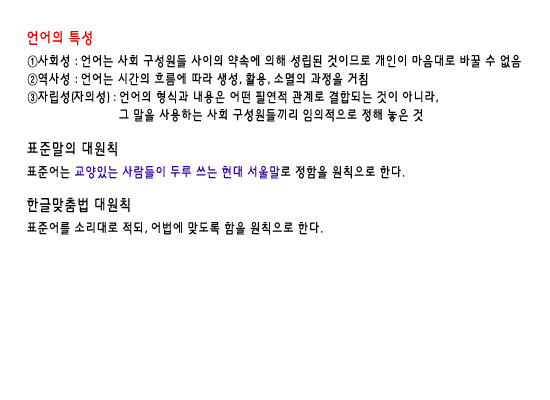 언어의 특성
①사회성 : 언어는 사회 구성원들 사이의 약속에 의해 성립된 것이므로 개인이 마음대로 바꿀 수 없음
②역사성 : 언어는 시간의 흐름에 따라 생성, 활용, 소멸의 과정을 거침
③자립성(자의성) : 언어의 형식과 내용은 어떤 필연적 관계로 결합되는 것이 아니라,
그 말을 사용하는 사회 구성원들끼리 임의적으로 정해 놓은 것
표준말의 대원칙
표준어는 교양있는 사람들이 두루 쓰는 현대 서울말로 정함을 원칙으로 한다.
한글맞춤법 대원칙
표준어를 소리대로 적되, 어법에 맞도록 함을 원칙으로 한다.